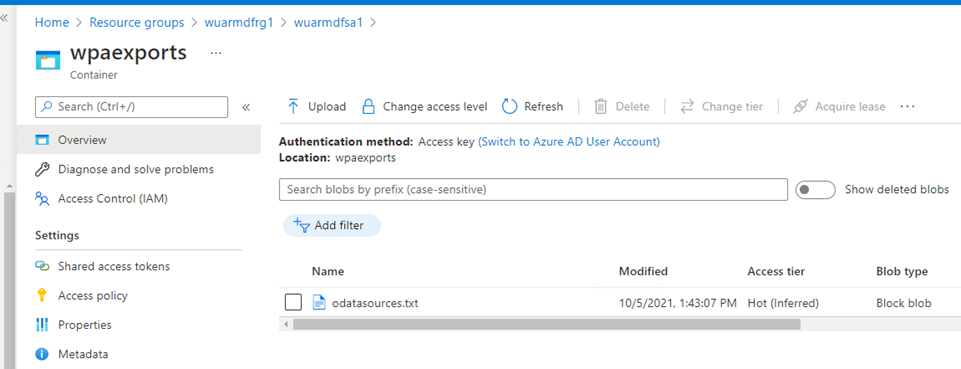 Home > Resource groups > wuarmdfrg1 > wuarmdfsa1 >
wpaexports ...
Container
Search (Ctrl+/)
Overview
Diagnose and solve problems
Access Control (IAM)
Settings
Shared access tokens
Access policy
Properties
Metadata
Upload Change access level Refresh Delete Change tier Acquire lease ...
Authentication method: Access key (Switch to Azure AD User Account)
Location: wpaexports
Search blobs by prefix (case-sensitive) Show deleted blobs
Add filter
Name Modified Access tier Blob type
odatasources.txt 10/5/2021, 1:43:07 PM Hot (Inferred) Block blob